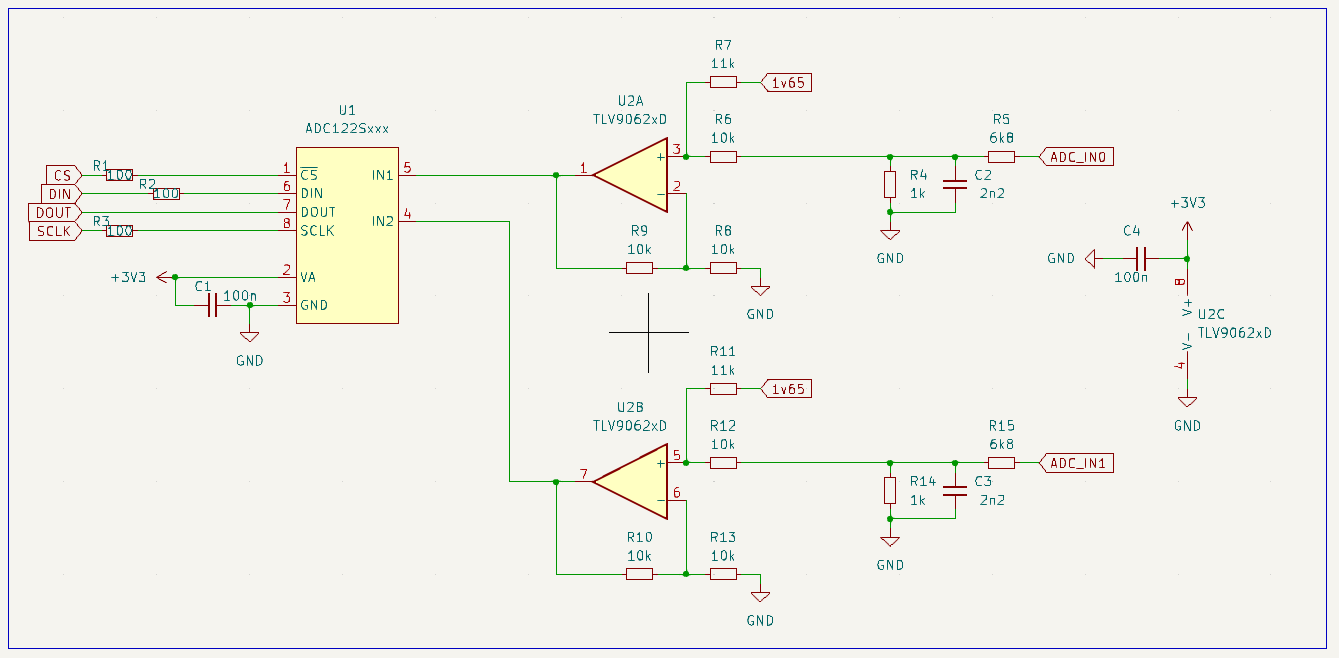 R7
11k
1v65
U2A
TLV9062xD
R6
10k
R5
6k8
ADC_IN0
U1
ADC122Sxxx
3
1
2
+
−
R4
1k
C2
2n2
GND
R9
10k
R8
10k
GND
CS
R1
100
1
CS
5
IN1
DIN
R2
100
6
DIN
DOUT
7
DOUT
SCLK
R3
100
8
SCLK
4
IN2
+3V3
2
VA
C1
100n
3
GND
GND
+3V3
C4
GND
100n
8
V+
U2C
TLV9062xD
V−
4
GND
R11
11k
1v65
U2B
TLV9062xD
R12
10k
R15
6k8
ADC_IN1
5
7
6
+
−
R14
1k
C3
2n2
GND
R10
10k
R13
10k
GND